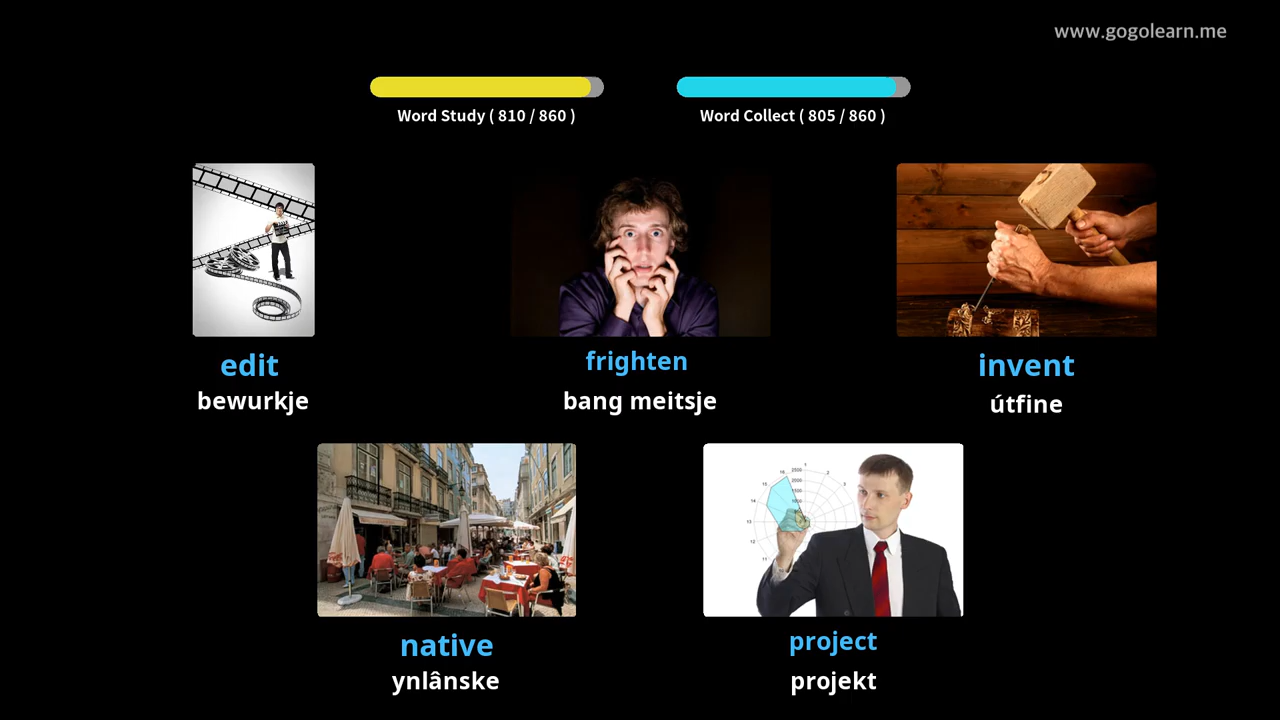 www.gogolearn.me
Word Study ( 810 / 860 )
Word Collect ( 805 / 860 )
edit
bewurkje
frighten
bang meitsje
invent
útfine
native
ynlânske
project
projekt